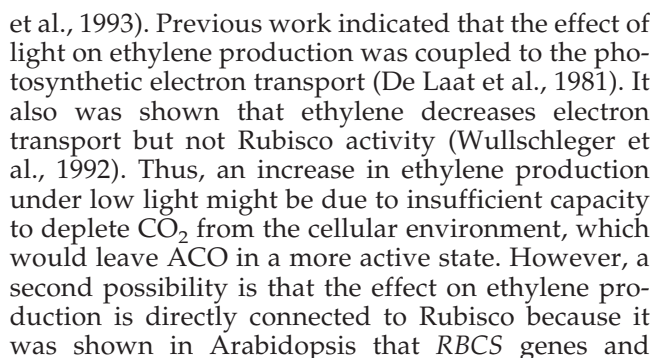 et al., 1993). Previous work indicated that the effect of
light on ethylene production was coupled to the pho-
tosynthetic electron transport (De Laat et al., 1981). It
also was shown that ethylene decreases electron
transport but not Rubisco activity (Wullschleger et
al., 1992). Thus, an increase in ethylene production
under low light might be due to insufficient capacity
to deplete CO₂ from the cellular environment, which
would leave ACO in a more active state. However, a
second possibility is that the effect on ethylene pro-
duction is directly connected to Rubisco because it
was shown in Arabidopsis that RBCS genes and